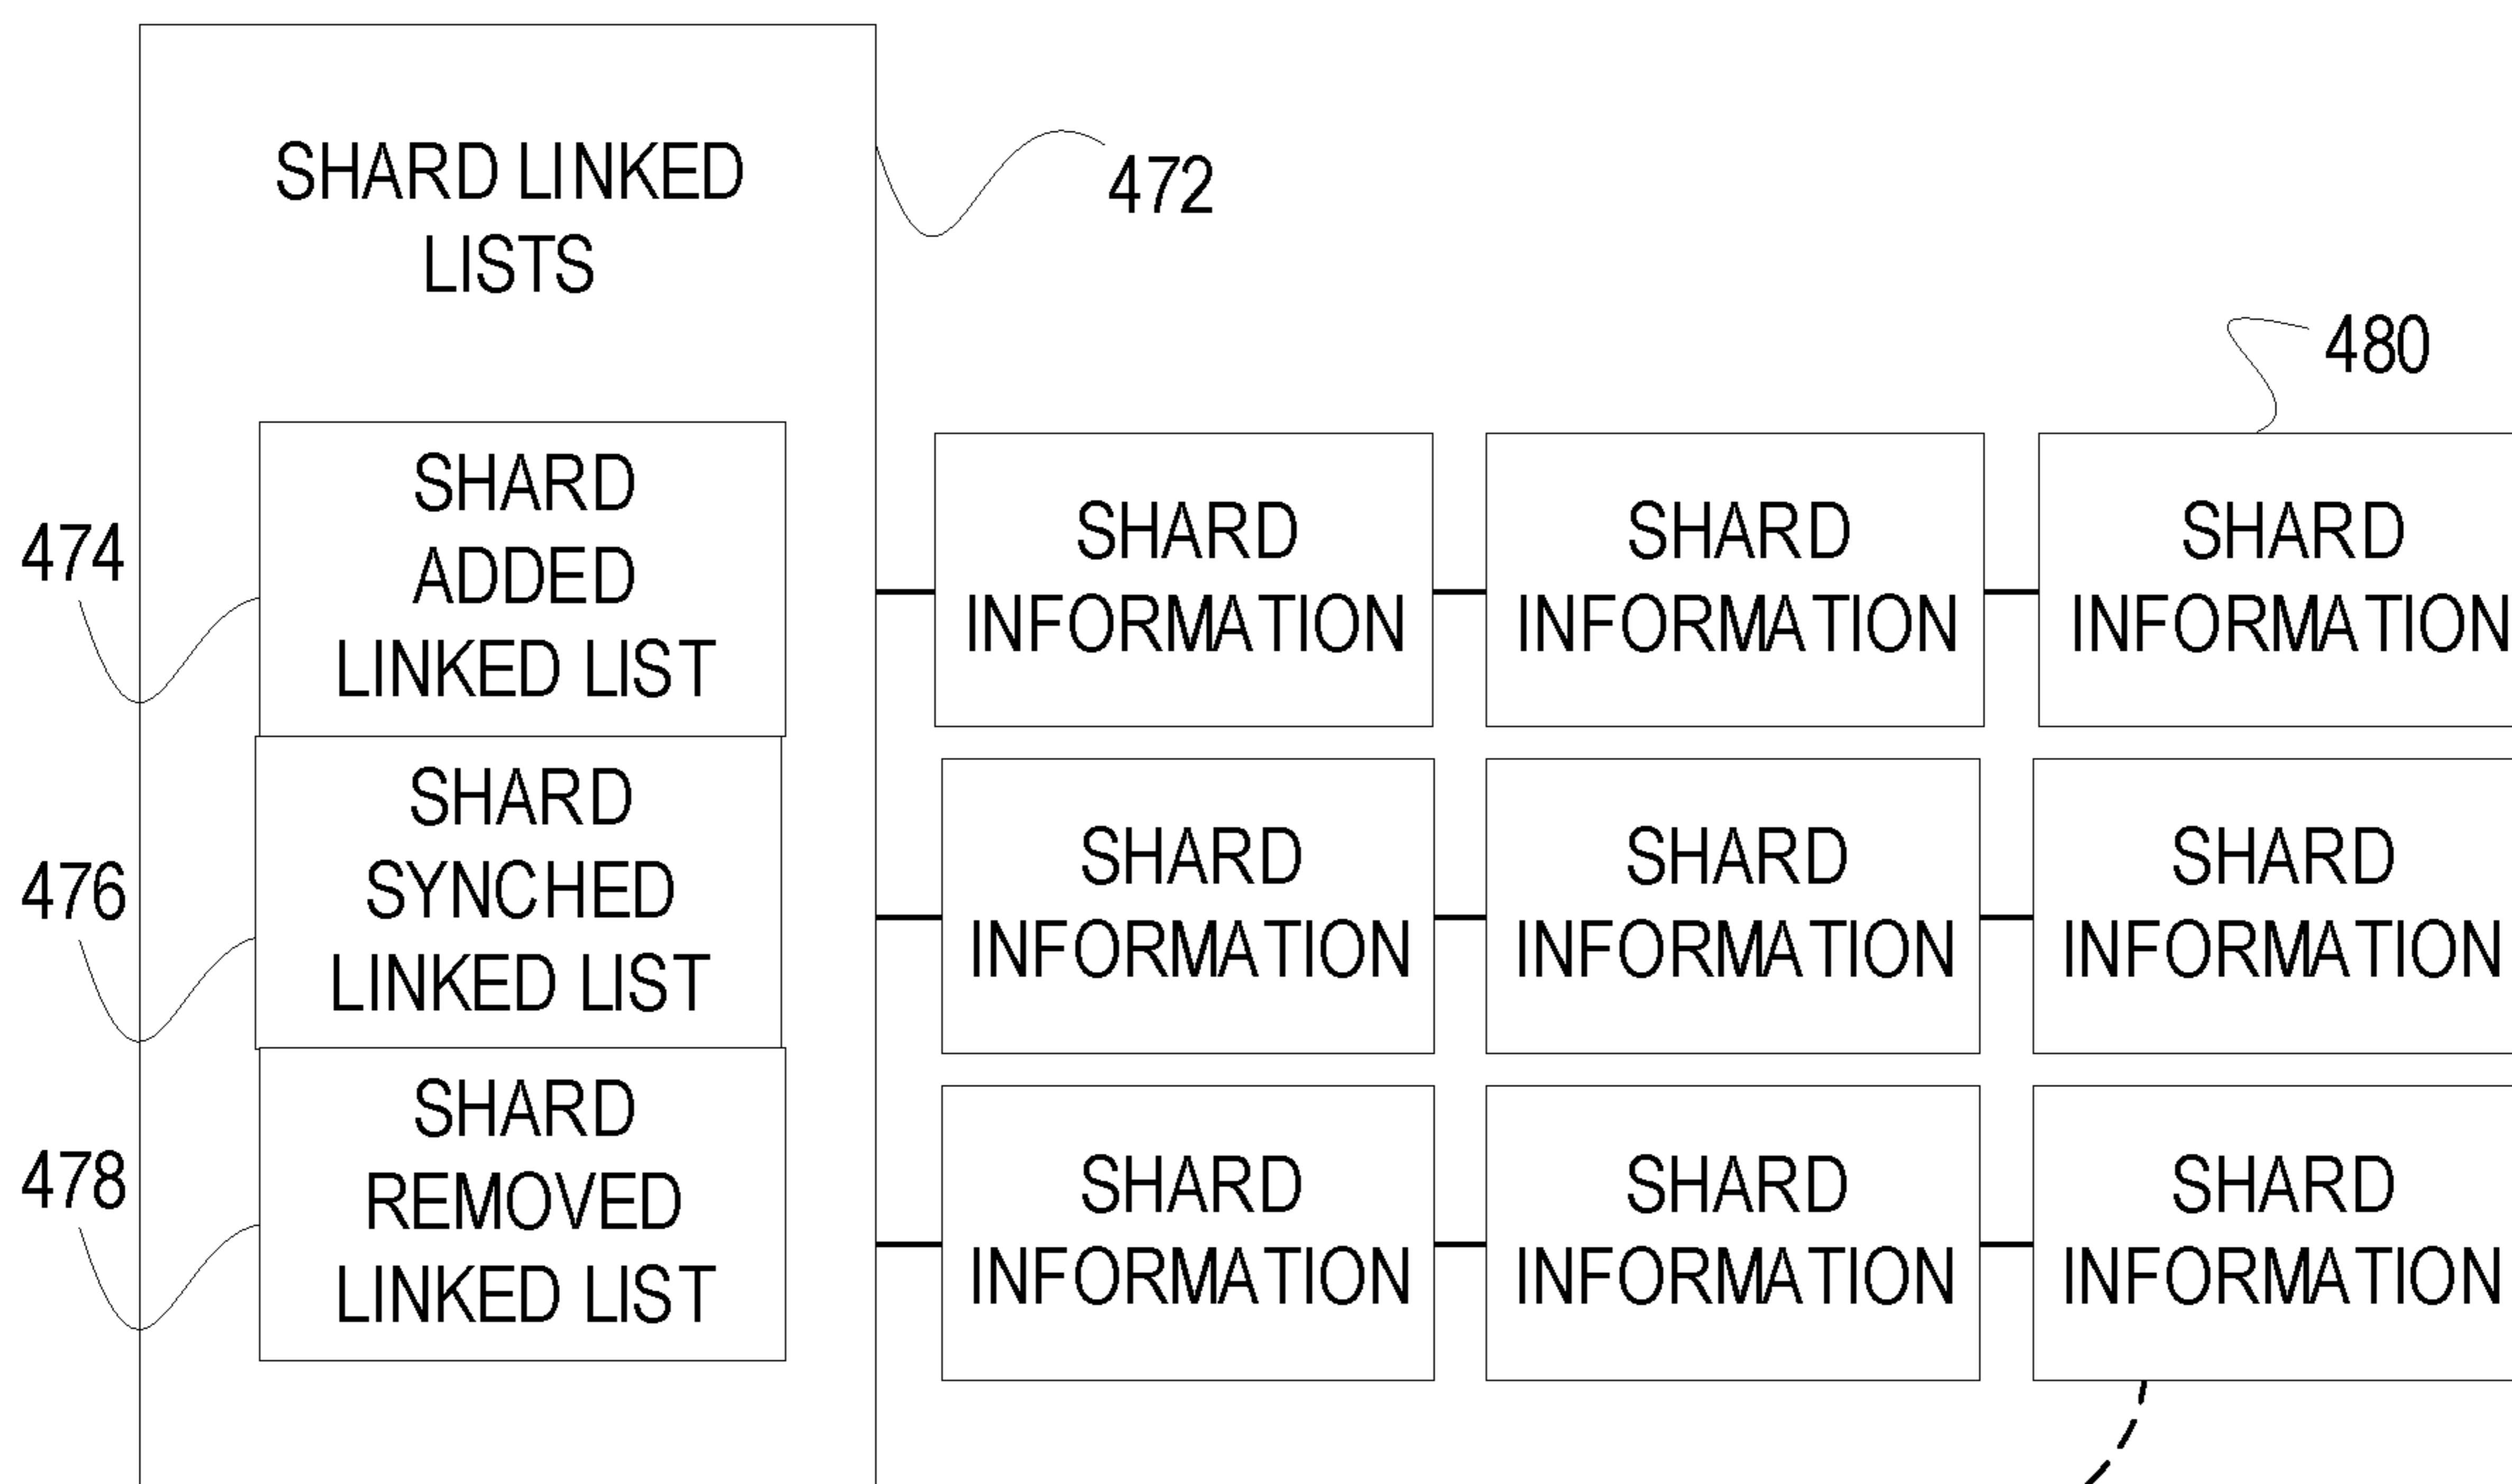 SHARD LINKED
LISTS
472
480
474
SHARD
ADDED
LINKED LIST
SHARD
INFORMATION
SHARD
INFORMATION
SHARD
INFORMATION
476
SHARD
SYNCHED
LINKED LIST
SHARD
INFORMATION
SHARD
INFORMATION
SHARD
INFORMATION
478
SHARD
REMOVED
LINKED LIST
SHARD
INFORMATION
SHARD
INFORMATION
SHARD
INFORMATION